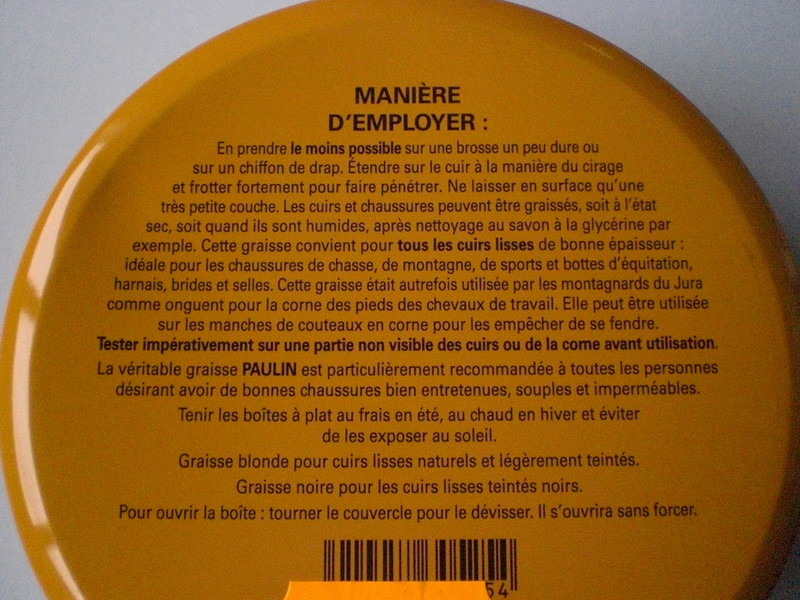 MANIÈRE
D'EMPLOYER :
En prendre le moins possible sur une brosse un peu dure ou
sur un chiffon de drap. Étendre sur le cuir à la manière du cirage
et frotter fortement pour faire pénétrer. Ne laisser en surface qu'une
très petite couche. Les cuirs et chaussures peuvent être graissés, soit à l'état
sec, soit quand ils sont humides, après nettoyage au savon à la glycérine par
exemple. Cette graisse convient pour tous les cuirs lisses de bonne épaisseur :
idéale pour les chaussures de chasse, de montagne, de sports et bottes d'équitation,
harnais, brides et selles. Cette graisse était autrefois utilisée par les montagnards du Jura
comme onguent pour la corne des pieds des chevaux de travail. Elle peut être utilisée
sur les manches de couteaux en corne pour les empêcher de se fendre.
Tester impérativement sur une partie non visible des cuirs ou de la corne avant utilisation.
La véritable graisse PAULIN est particulièrement recommandée à toutes les personnes
désirant avoir de bonnes chaussures bien entretenues, souples et imperméables.
Tenir les boîtes à plat au frais en été, au chaud en hiver et éviter
de les exposer au soleil.
Graisse blonde pour cuirs lisses naturels et légèrement teintés.
Graisse noire pour les cuirs lisses teintés noirs.
Pour ouvrir la boîte : tourner le couvercle pour le dévisser. Il s'ouvrira sans forcer.
54